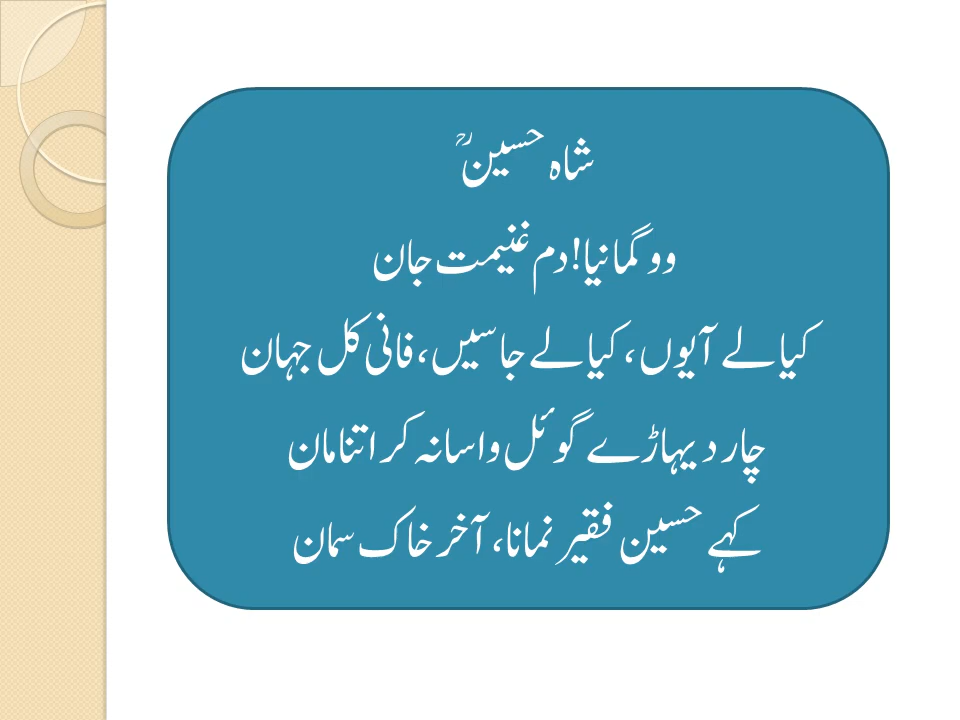 شاہ حسینؒ
وو گمانیا! دم غنیمت جان
کیا لے آیوں، کیا لے جاسیں، فانی کل جہان
چار دیہاڑے گوئل واسا نہ کر اتنا مان
کہے حسین فقیر نمانا، آخر خاک سمان